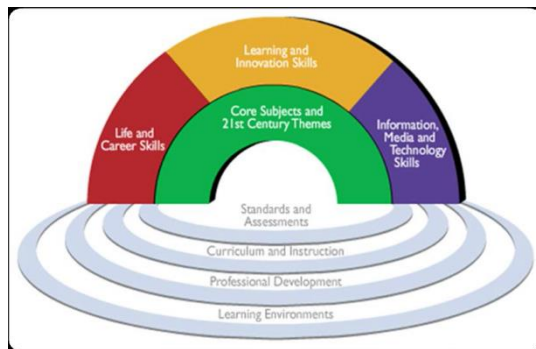 Learning and
Innovation Skills
Core Subjects and
21st Century Themes
Life and
Career Skills
Information,
Media and
Technology
Skills
Standards and
Assessments
Curriculum and Instruction
Professional Development
Learning Environments